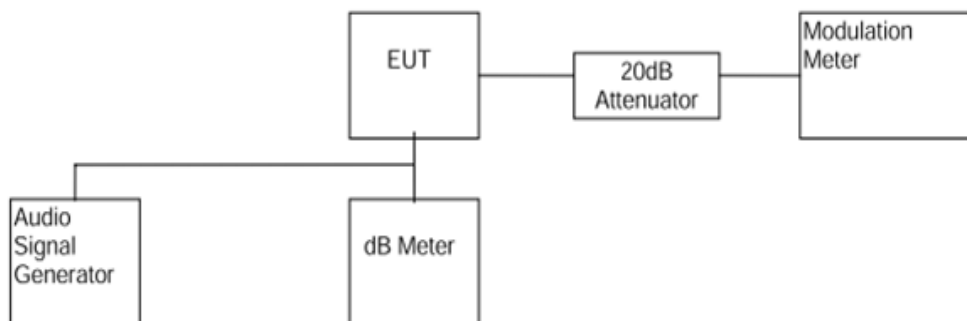 EUT
20dB
Attenuator
Modulation
Meter
Audio
Signal
Generator
dB Meter